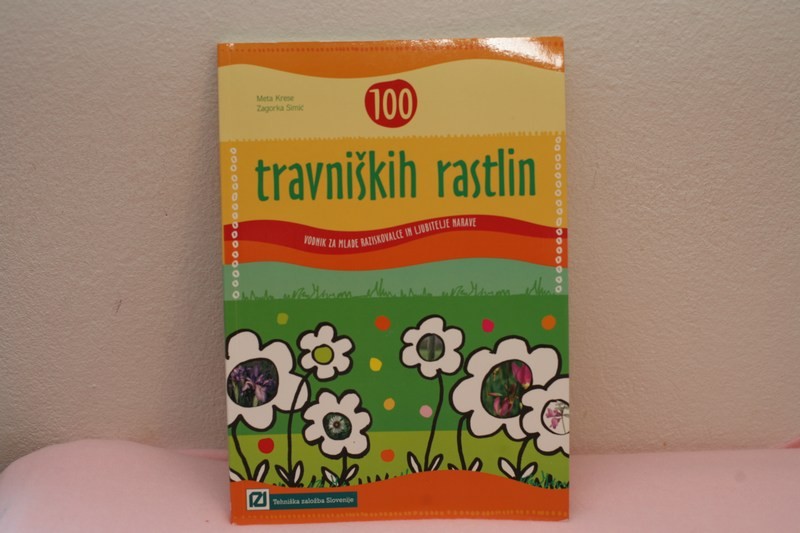 Meta Krese
Zagorka Simić
100
travniških rastlin
VODNIK ZA MLADE RAZISKOVALCE IN LJUBITELJE NARAVE
Tehniška založba Slovenije